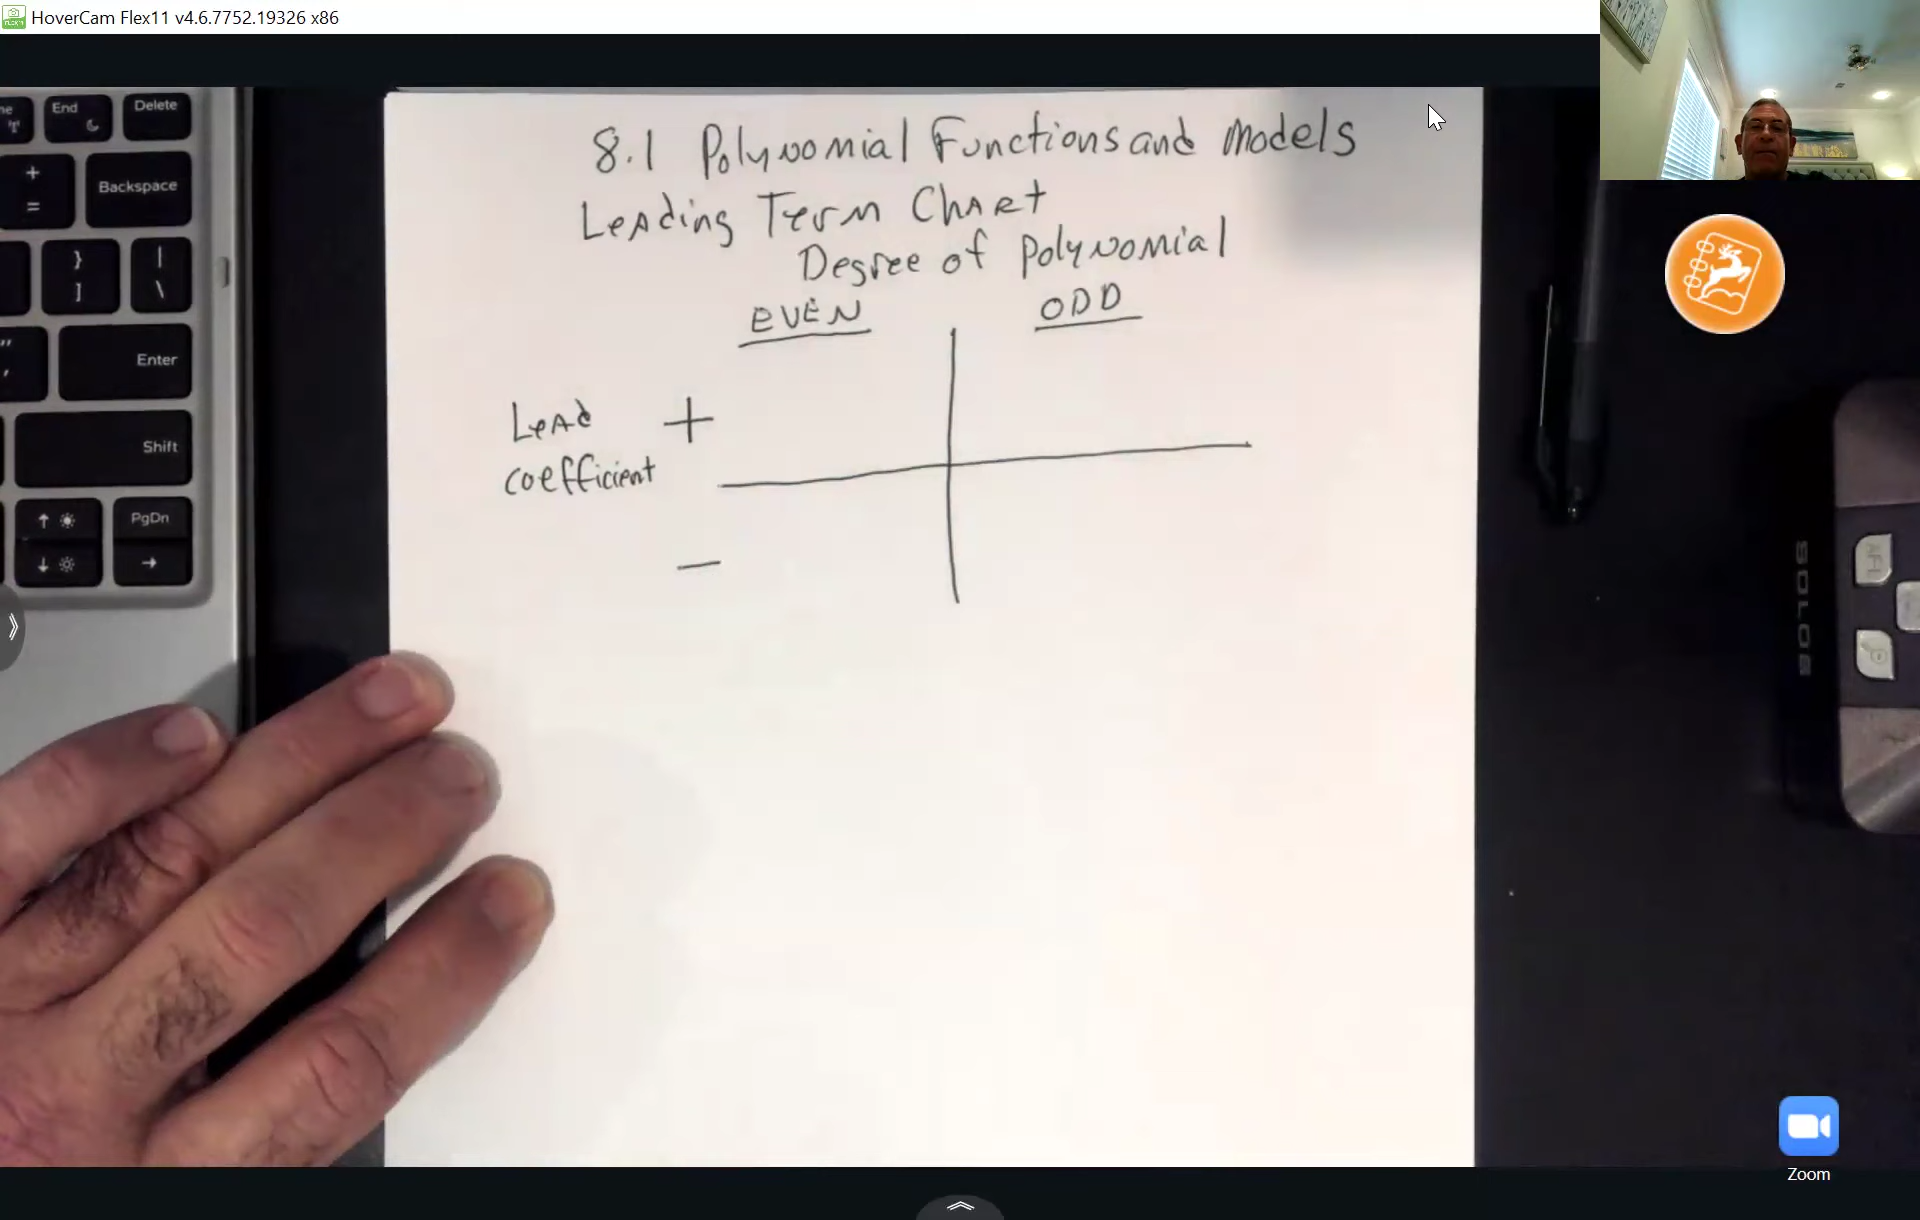 HoverCam Flex11 v4.6.7752.19326 x86
8.1 Polynomial Functions and Models
Leading Term Chart
Degree of Polynomial
EVEN ODD
Lead +
coefficient
−
End Delete
+ = Backspace
} ] | \
" , Enter
Shift
↑ PgDn
↓ →
SOLO8
Zoom